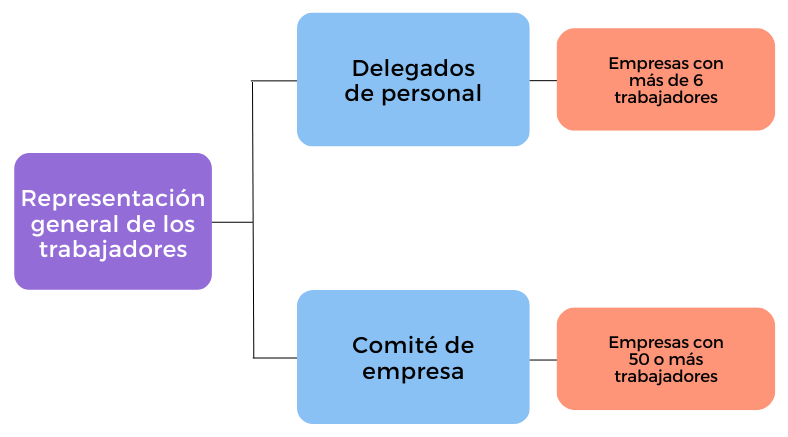 Representación
general de los
trabajadores
Delegados
de personal
Empresas con
más de 6
trabajadores
Comité de
empresa
Empresas con
50 o más
trabajadores